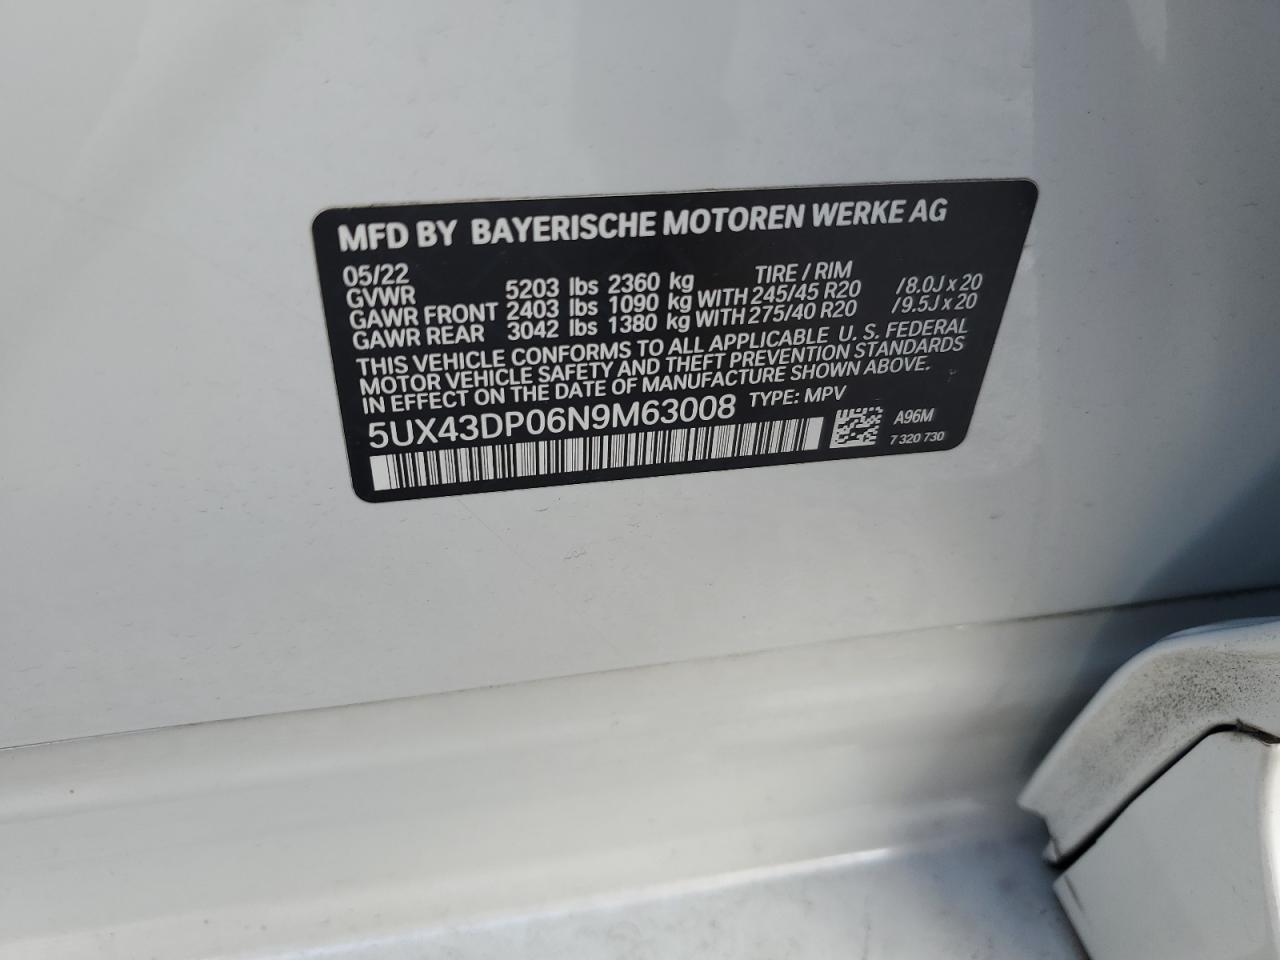 MFD BY BAYERISCHE MOTOREN WERKE AG
05/22 TIRE / RIM
GVWR 5203 lbs 2360 kg
GAWR FRONT 2403 lbs 1090 kg WITH 245/45 R20 /8.0J x 20
GAWR REAR 3042 lbs 1380 kg WITH 275/40 R20 /9.5J x 20
THIS VEHICLE CONFORMS TO ALL APPLICABLE U. S. FEDERAL
MOTOR VEHICLE SAFETY AND THEFT PREVENTION STANDARDS
IN EFFECT ON THE DATE OF MANUFACTURE SHOWN ABOVE.
5UX43DP06N9M63008 TYPE: MPV
A96M
7 320 730